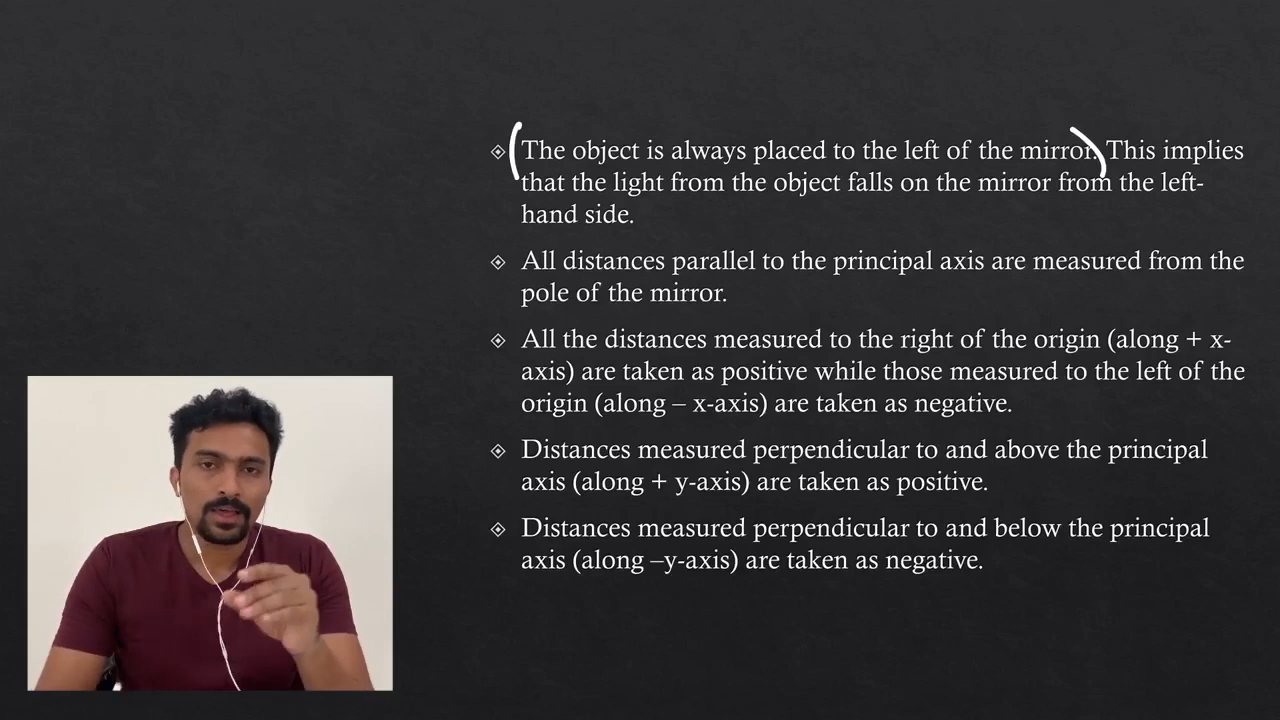 The object is always placed to the left of the mirror. This implies
that the light from the object falls on the mirror from the left-
hand side.
All distances parallel to the principal axis are measured from the
pole of the mirror.
All the distances measured to the right of the origin (along + x-
axis) are taken as positive while those measured to the left of the
origin (along – x-axis) are taken as negative.
Distances measured perpendicular to and above the principal
axis (along + y-axis) are taken as positive.
Distances measured perpendicular to and below the principal
axis (along –y-axis) are taken as negative.